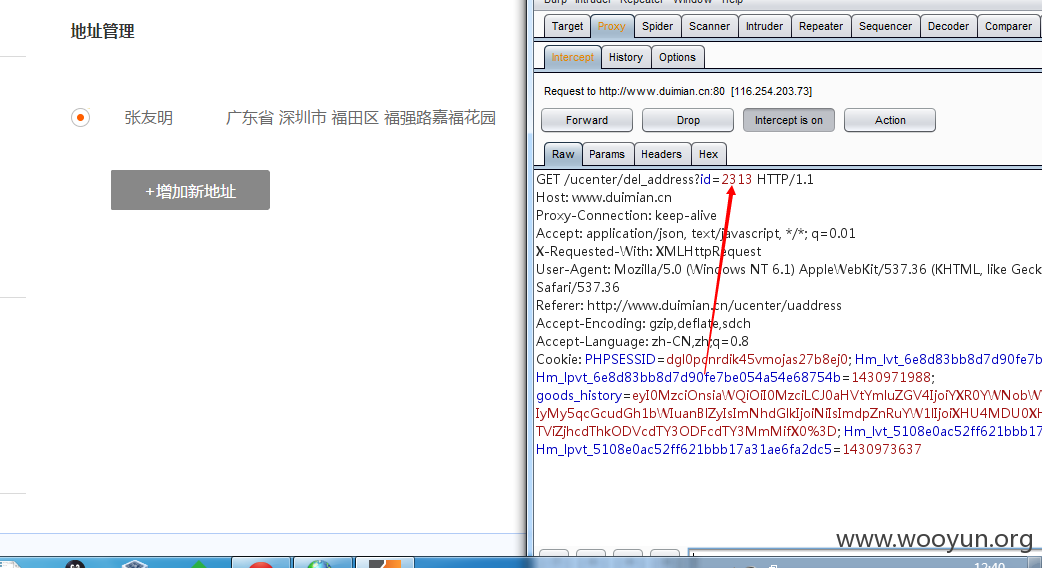 地址管理
张友明 广东省 深圳市 福田区 福强路嘉福花园
+增加新地址
Burp Intruder Repeater Window Help
Target Proxy Spider Scanner Intruder Repeater Sequencer Decoder Comparer
Intercept History Options
Request to http://www.duimian.cn:80 [116.254.203.73]
Forward Drop Intercept is on Action
Raw Params Headers Hex
GET /ucenter/del_address?id=2313 HTTP/1.1
Host: www.duimian.cn
Proxy-Connection: keep-alive
Accept: application/json, text/javascript, */*; q=0.01
X-Requested-With: XMLHttpRequest
User-Agent: Mozilla/5.0 (Windows NT 6.1) AppleWebKit/537.36 (KHTML, like Geck
Safari/537.36
Referer: http://www.duimian.cn/ucenter/uaddress
Accept-Encoding: gzip,deflate,sdch
Accept-Language: zh-CN,zh;q=0.8
Cookie: PHPSESSID=dgl0pcnrdik45vmojas27b8ej0; Hm_lvt_6e8d83bb8d7d90fe7b
Hm_lpvt_6e8d83bb8d7d90fe7be054a54e68754b=1430971988;
goods_history=eyI0MzciOnsiaWQiOiI0MzciLCJ0aHVtYmluZGV4IjoiYXR0YWNobW
IyMy5qcGcudGh1bWIuanBlZyIsImNhdGlkIjoiNiIsImdpZnRuYW1lIjoiXHU4MDU0XH
TViZjhcdThkODVcdTY3ODFcdTY3MmMifX0%3D; Hm_lvt_5108e0ac52ff621bbb17
Hm_lpvt_5108e0ac52ff621bbb17a31ae6fa2dc5=1430973637
www.wooyun.org
12:40